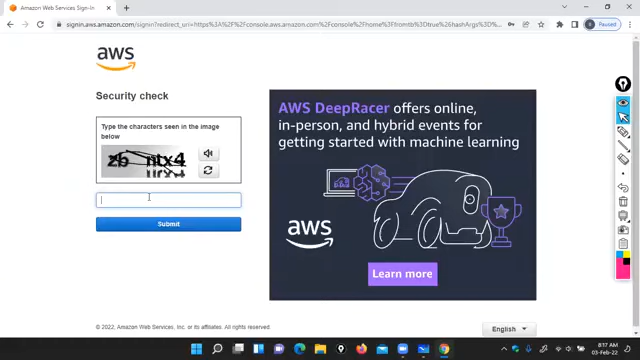 Amazon Web Services Sign-In
signin.aws.amazon.com/signin?redirect_uri=https%3A%2F%2Fconsole.aws.amazon.com%2Fconsole%2Fhome%3Ffromtb%3Dtrue%26hashArgs%3D%
Paused
aws
Security check
Type the characters seen in the image
below
Submit
AWS DeepRacer offers online,
in-person, and hybrid events for
getting started with machine learning
aws
Learn more
© 2022, Amazon Web Services, Inc. or its affiliates. All rights reserved.
English
8:17 AM
03-Feb-22